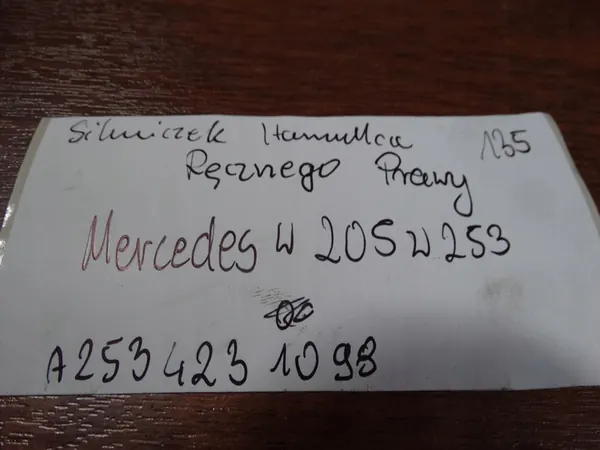 Silniczek Hamulca 135
Ręcznego Prawy
Mercedes W 205 W 253
A 253 423 10 98